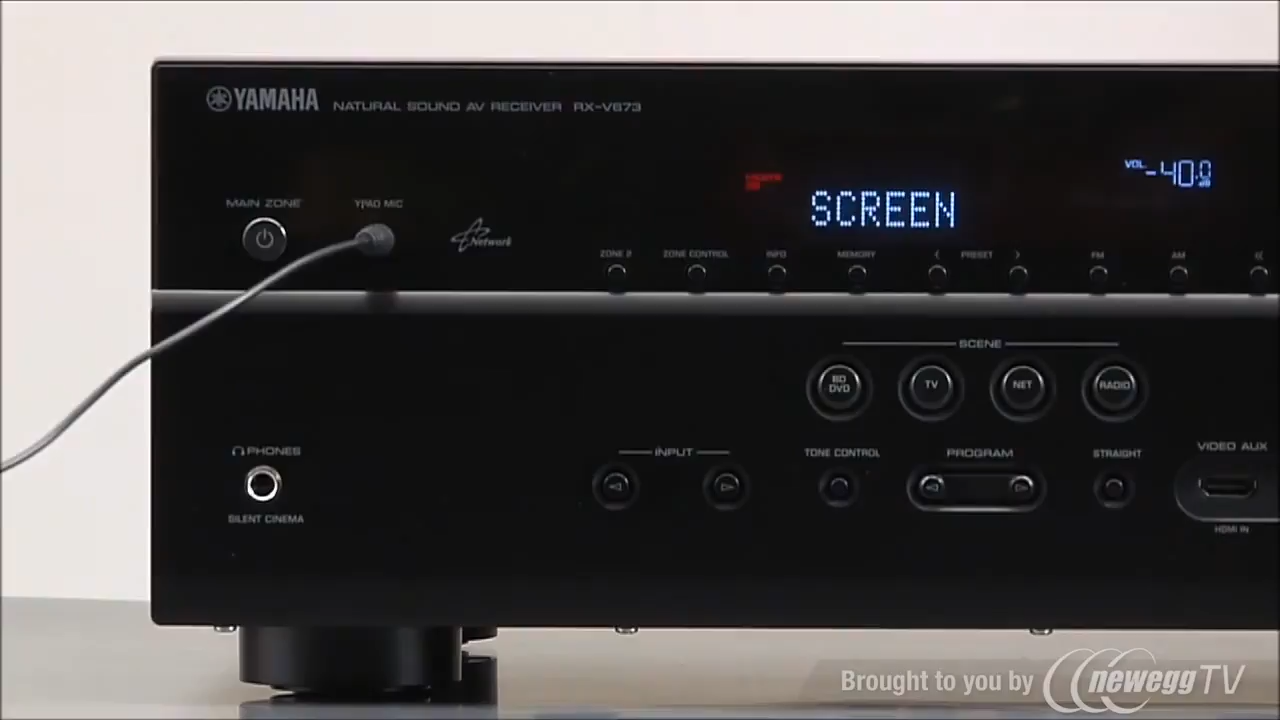 YAMAHA NATURAL SOUND AV RECEIVER RX-V673
VOL -40.0 dB
SCREEN
MAIN ZONE
YPAO MIC
Network
ZONE 2 ZONE CONTROL INFO MEMORY < PRESET > FM AM <<
SCENE
BD DVD TV NET RADIO
PHONES
INPUT
TONE CONTROL
PROGRAM
STRAIGHT
VIDEO AUX
SILENT CINEMA
HDMI IN
Brought to you by neweggTV